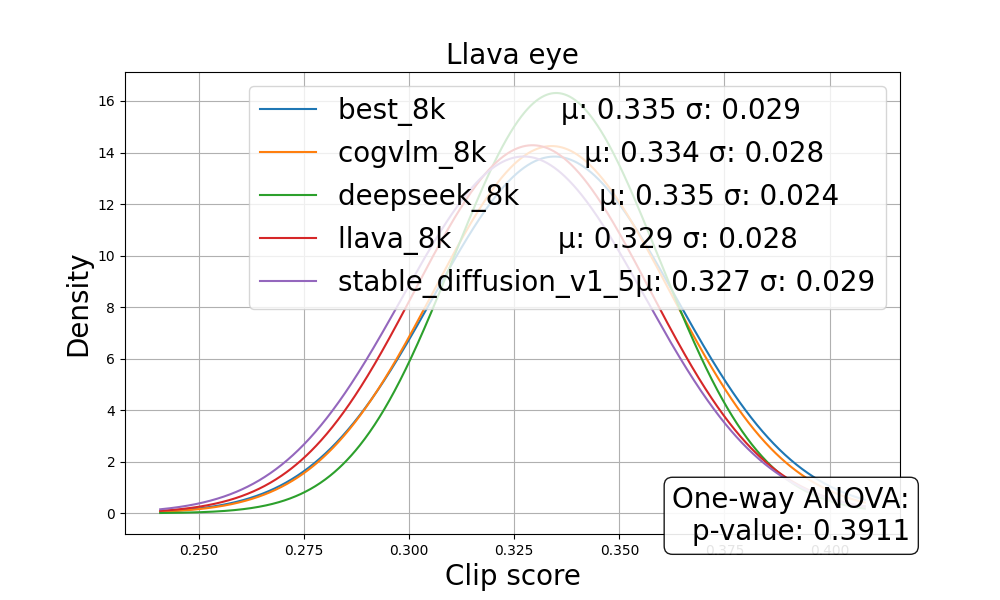 Llava eye
best_8k μ: 0.335 σ: 0.029
cogvlm_8k μ: 0.334 σ: 0.028
deepseek_8k μ: 0.335 σ: 0.024
llava_8k μ: 0.329 σ: 0.028
stable_diffusion_v1_5μ: 0.327 σ: 0.029
Density
16
14
12
10
8
6
4
2
0
One-way ANOVA:
p-value: 0.3911
0.250 0.275 0.300 0.325 0.350 0.375 0.400
Clip score